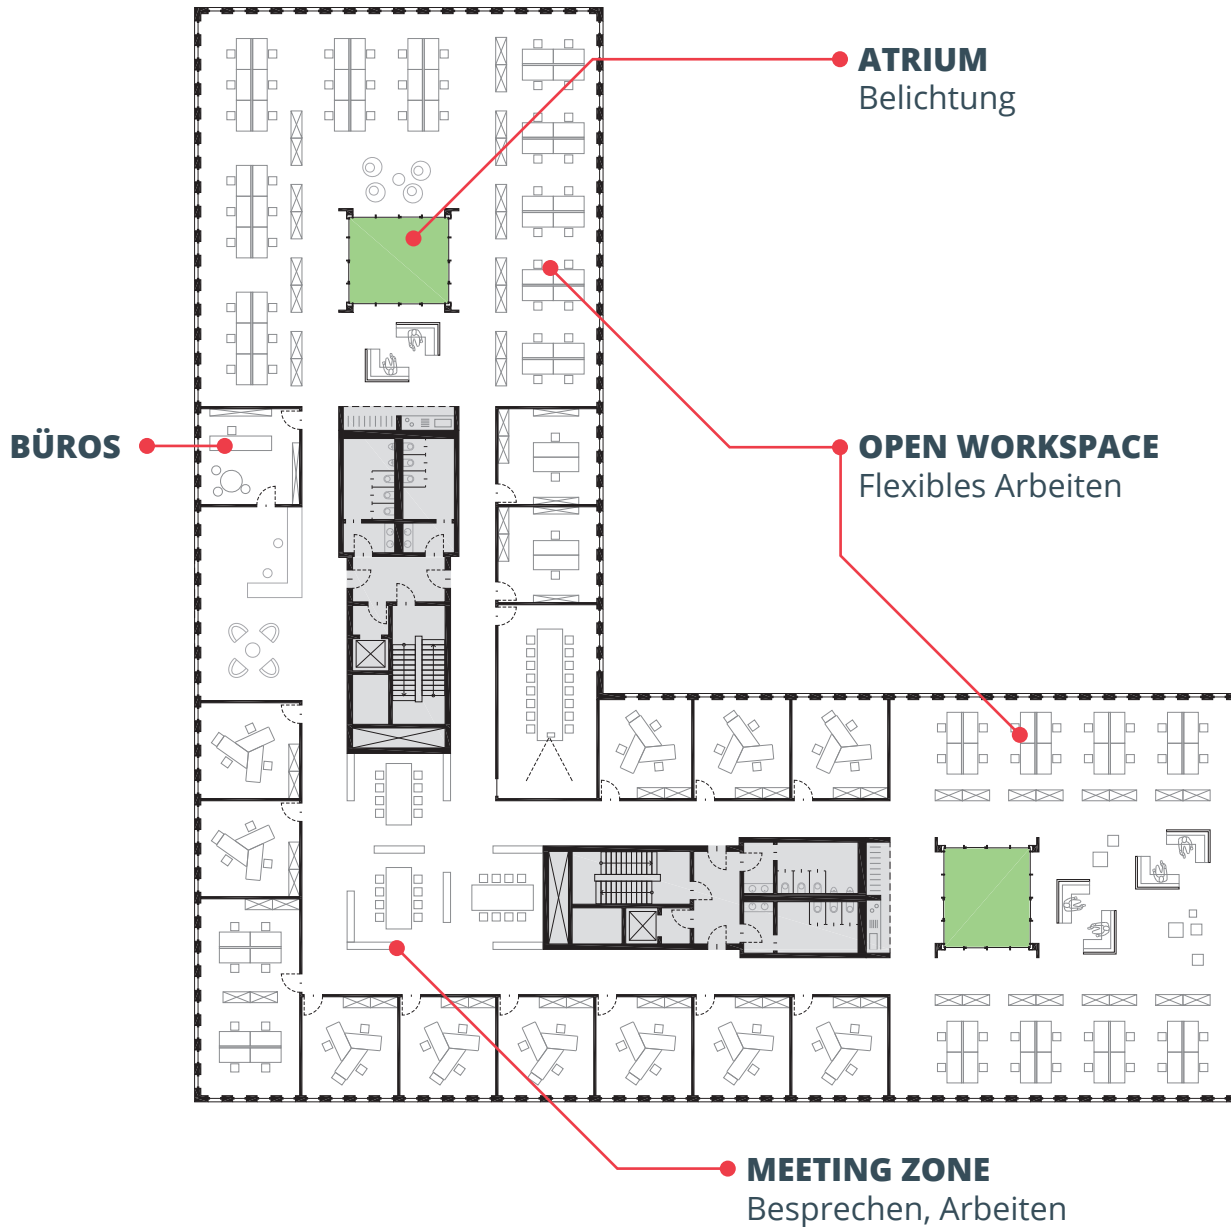 ATRIUM
Belichtung
BÜROS
OPEN WORKSPACE
Flexibles Arbeiten
MEETING ZONE
Besprechen, Arbeiten